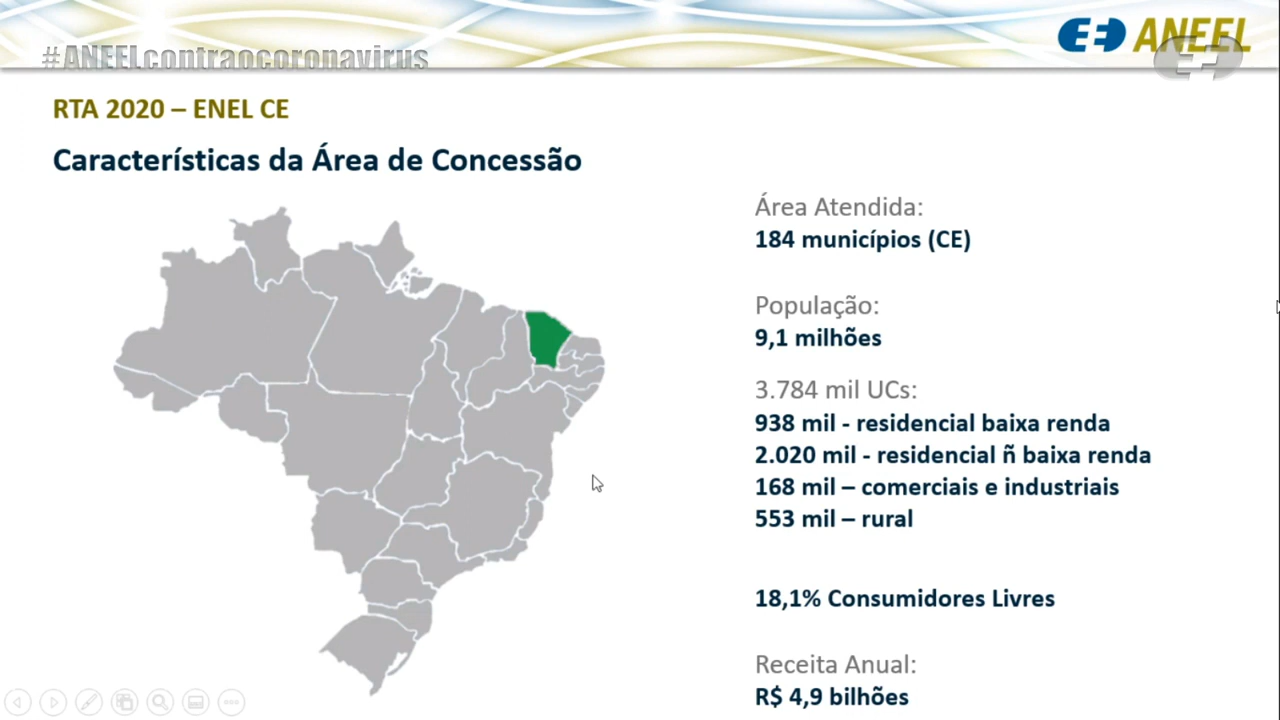 #ANEELcontraocoronavirus
ANEEL
RTA 2020 – ENEL CE
Características da Área de Concessão
Área Atendida:
184 municípios (CE)
População:
9,1 milhões
3.784 mil UCs:
938 mil - residencial baixa renda
2.020 mil - residencial ñ baixa renda
168 mil – comerciais e industriais
553 mil – rural
18,1% Consumidores Livres
Receita Anual:
R$ 4,9 bilhões